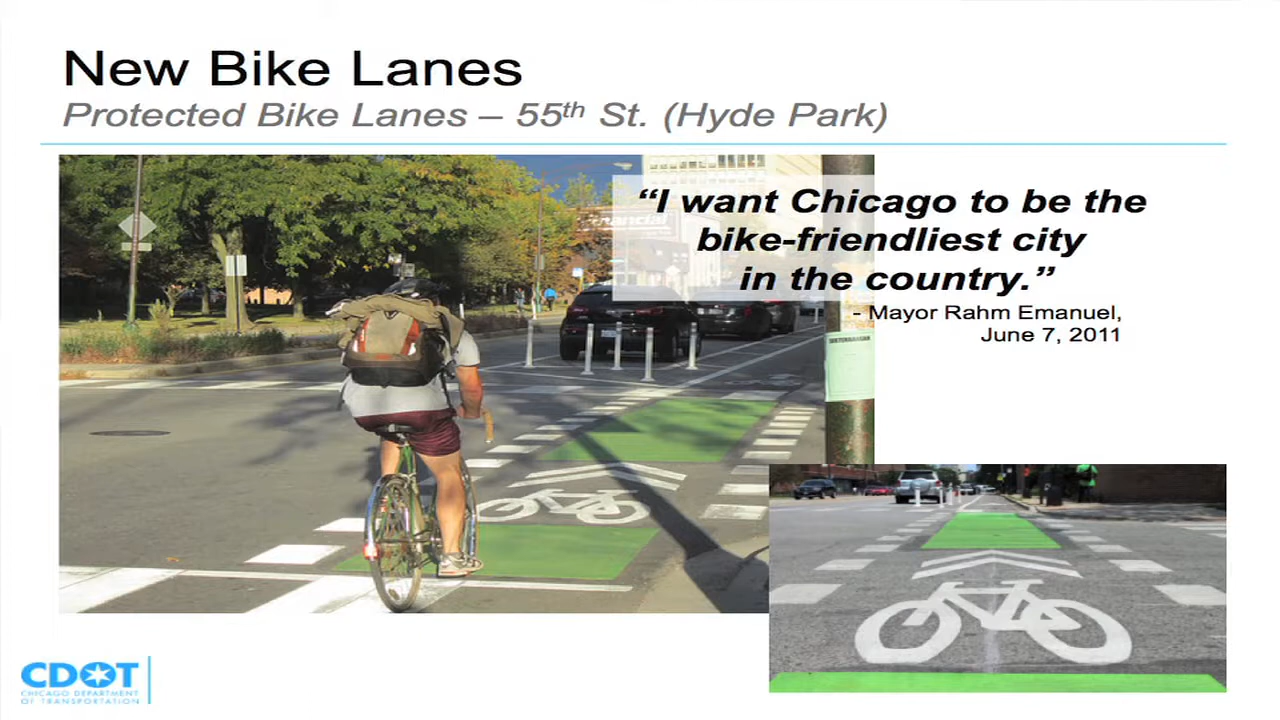 New Bike Lanes
Protected Bike Lanes – 55th St. (Hyde Park)
“I want Chicago to be the
bike-friendliest city
in the country.”
- Mayor Rahm Emanuel,
June 7, 2011
CDOT
CHICAGO DEPARTMENT
OF TRANSPORTATION